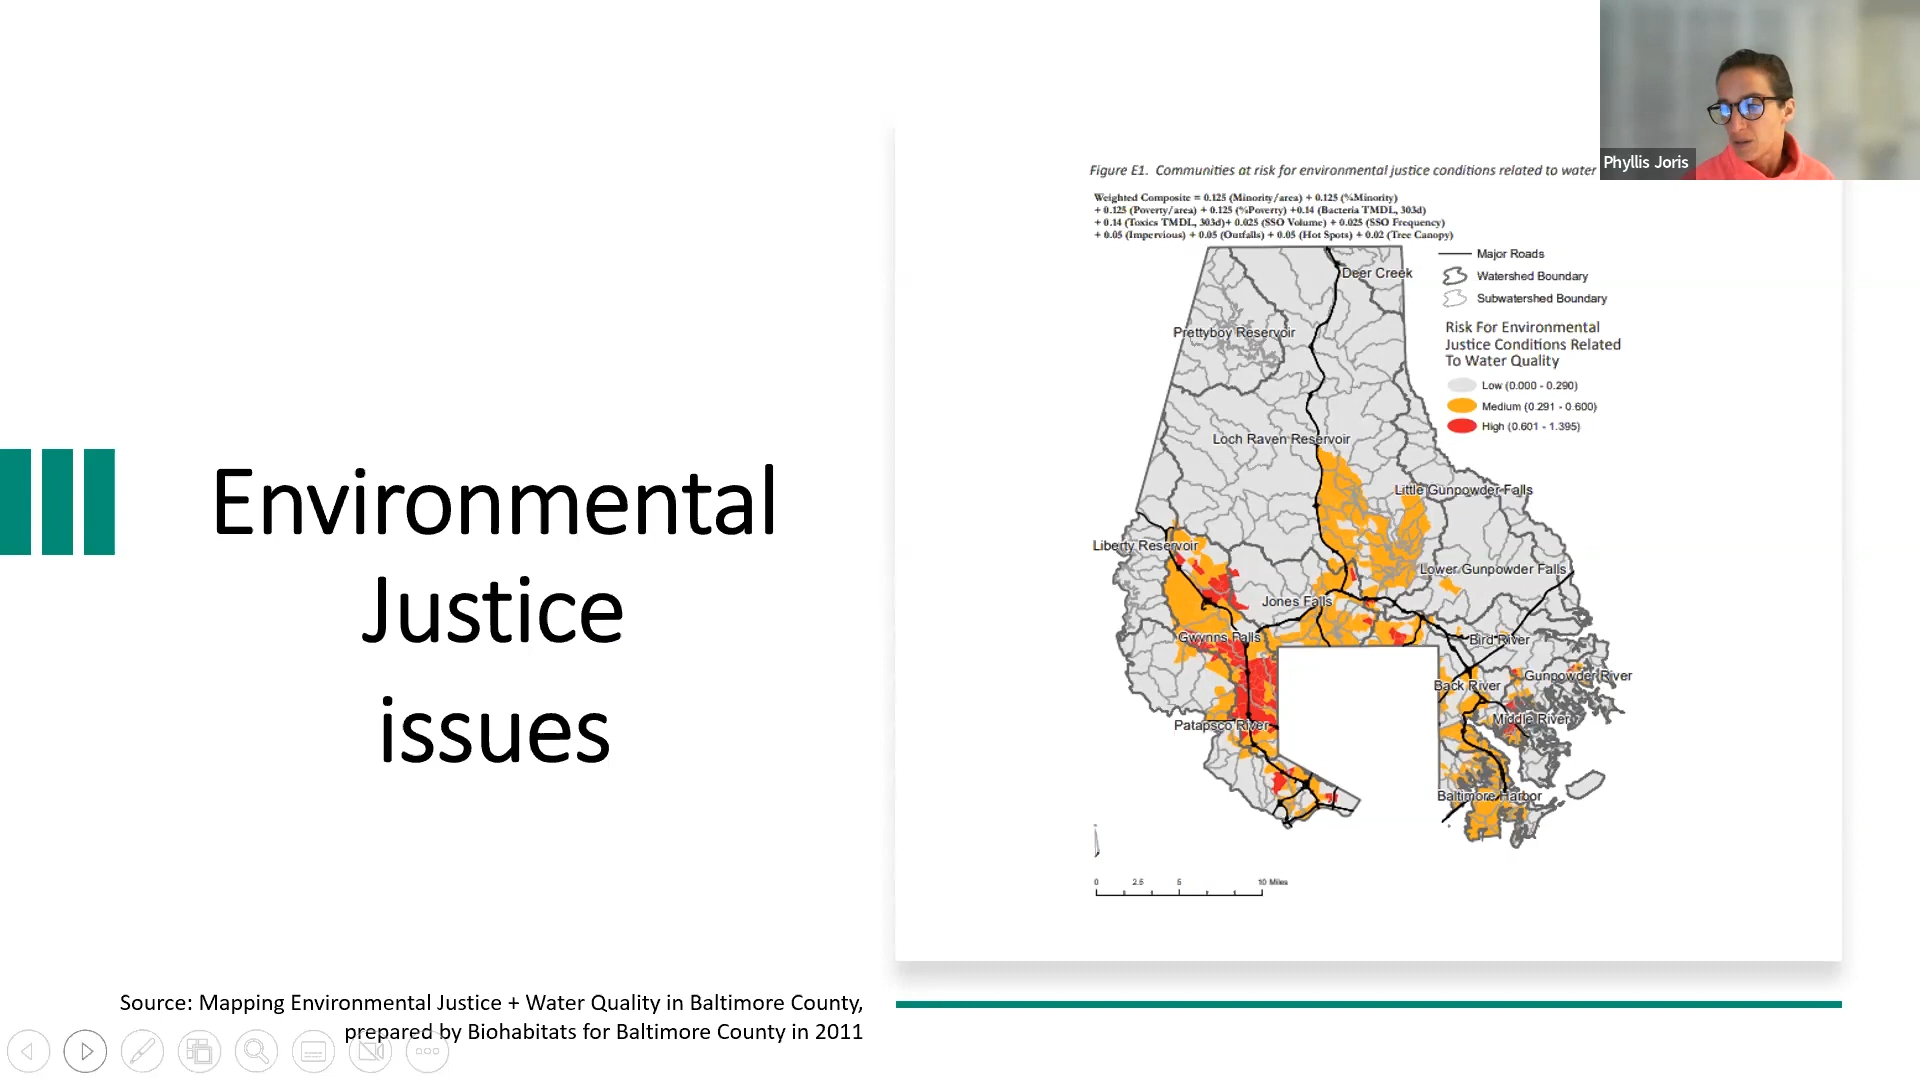 Phyllis Joris
Environmental
Justice
issues
Figure E1. Communities at risk for environmental justice conditions related to water
Weighted Composite = 0.125 (Minority/area) + 0.125 (%Minority)
+ 0.125 (Poverty/area) + 0.125 (%Poverty) +0.14 (Bacteria TMDL, 303d)
+ 0.14 (Toxics TMDL, 303d)+ 0.025 (SSO Volume) + 0.025 (SSO Frequency)
+ 0.05 (Impervious) + 0.05 (Outfalls) + 0.05 (Hot Spots) + 0.02 (Tree Canopy)
Major Roads
Watershed Boundary
Subwatershed Boundary
Risk For Environmental
Justice Conditions Related
To Water Quality
Low (0.000 - 0.290)
Medium (0.291 - 0.600)
High (0.601 - 1.395)
Deer Creek
Prettyboy Reservoir
Loch Raven Reservoir
Little Gunpowder Falls
Liberty Reservoir
Lower Gunpowder Falls
Jones Falls
Gwynns Falls
Bird River
Gunpowder River
Back River
Middle River
Patapsco River
Baltimore Harbor
0 2.5 5 10 Miles
Source: Mapping Environmental Justice + Water Quality in Baltimore County,
prepared by Biohabitats for Baltimore County in 2011